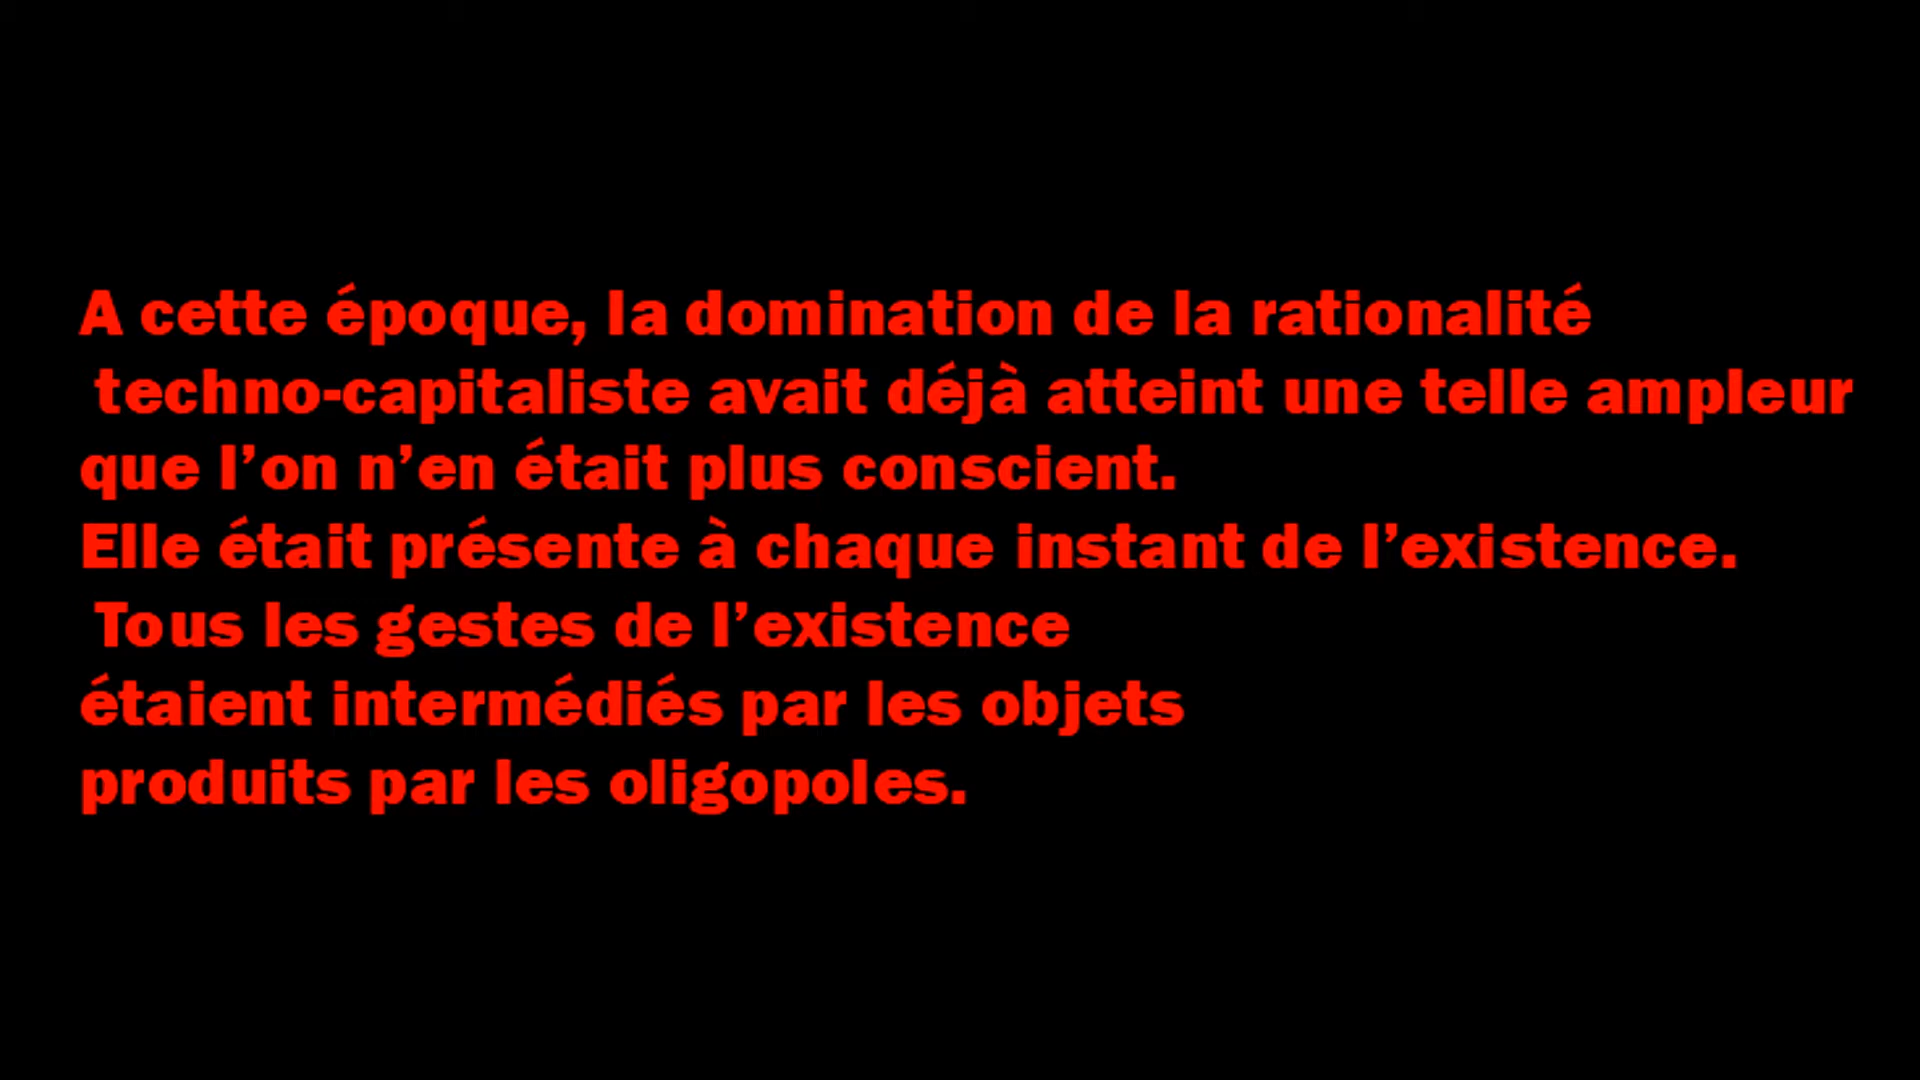 A cette époque, la domination de la rationalité
techno-capitaliste avait déjà atteint une telle ampleur
que l’on n’en était plus conscient.
Elle était présente à chaque instant de l’existence.
Tous les gestes de l’existence
étaient intermédiés par les objets
produits par les oligopoles.